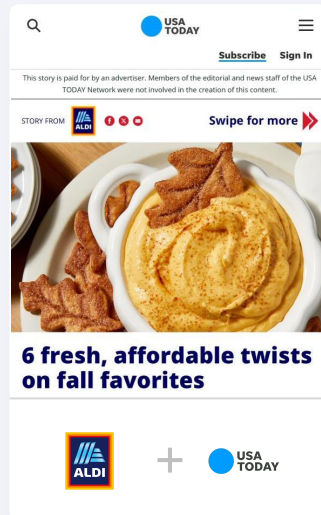 USA
TODAY
Subscribe Sign In
This story is paid for by an advertiser. Members of the editorial and news staff of the USA
TODAY Network were not involved in the creation of this content.
STORY FROM ALDI Swipe for more
6 fresh, affordable twists
on fall favorites
ALDI + USA
TODAY